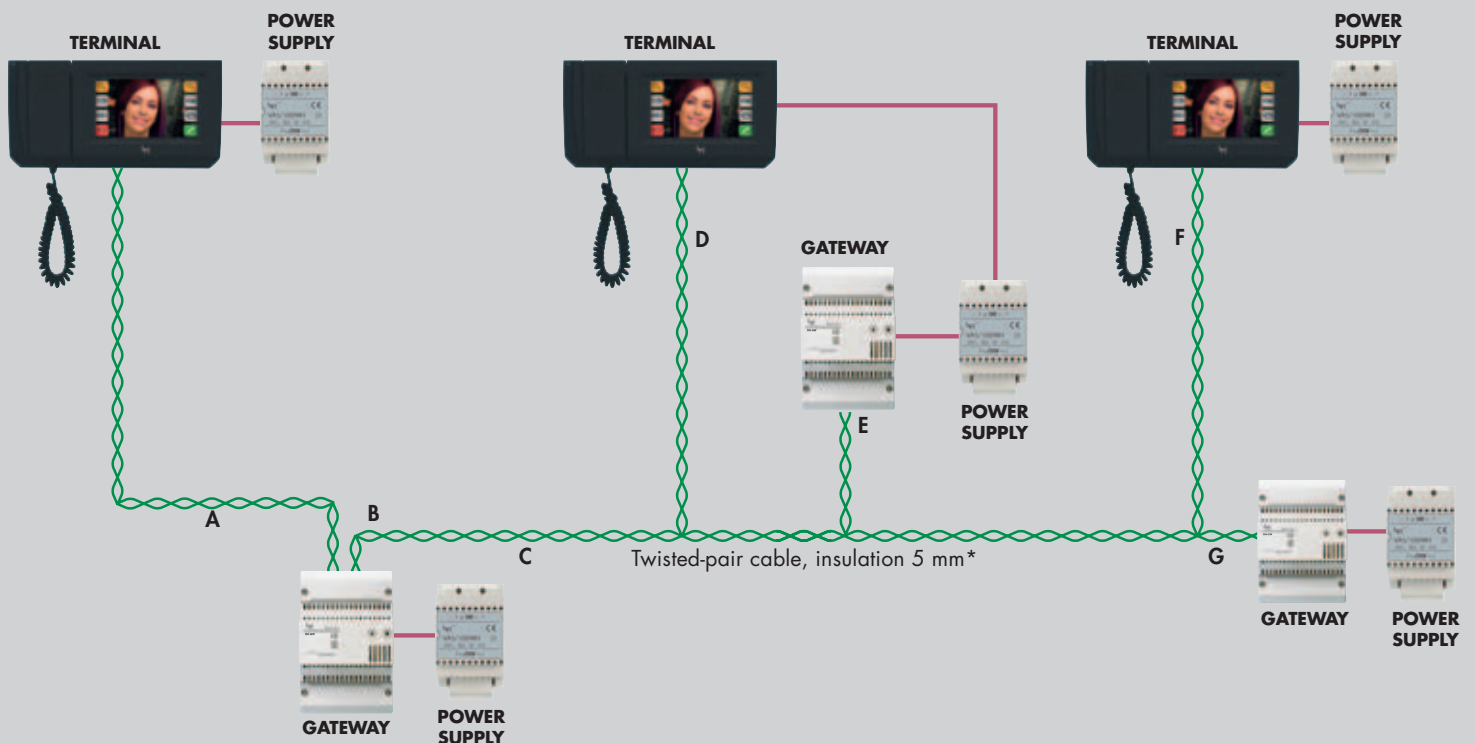 POWER
SUPPLY
TERMINAL
TERMINAL
POWER
SUPPLY
TERMINAL
D
F
GATEWAY
E
POWER
SUPPLY
A
B
C
Twisted-pair cable, insulation 5 mm*
G
GATEWAY
POWER
SUPPLY
GATEWAY
POWER
SUPPLY